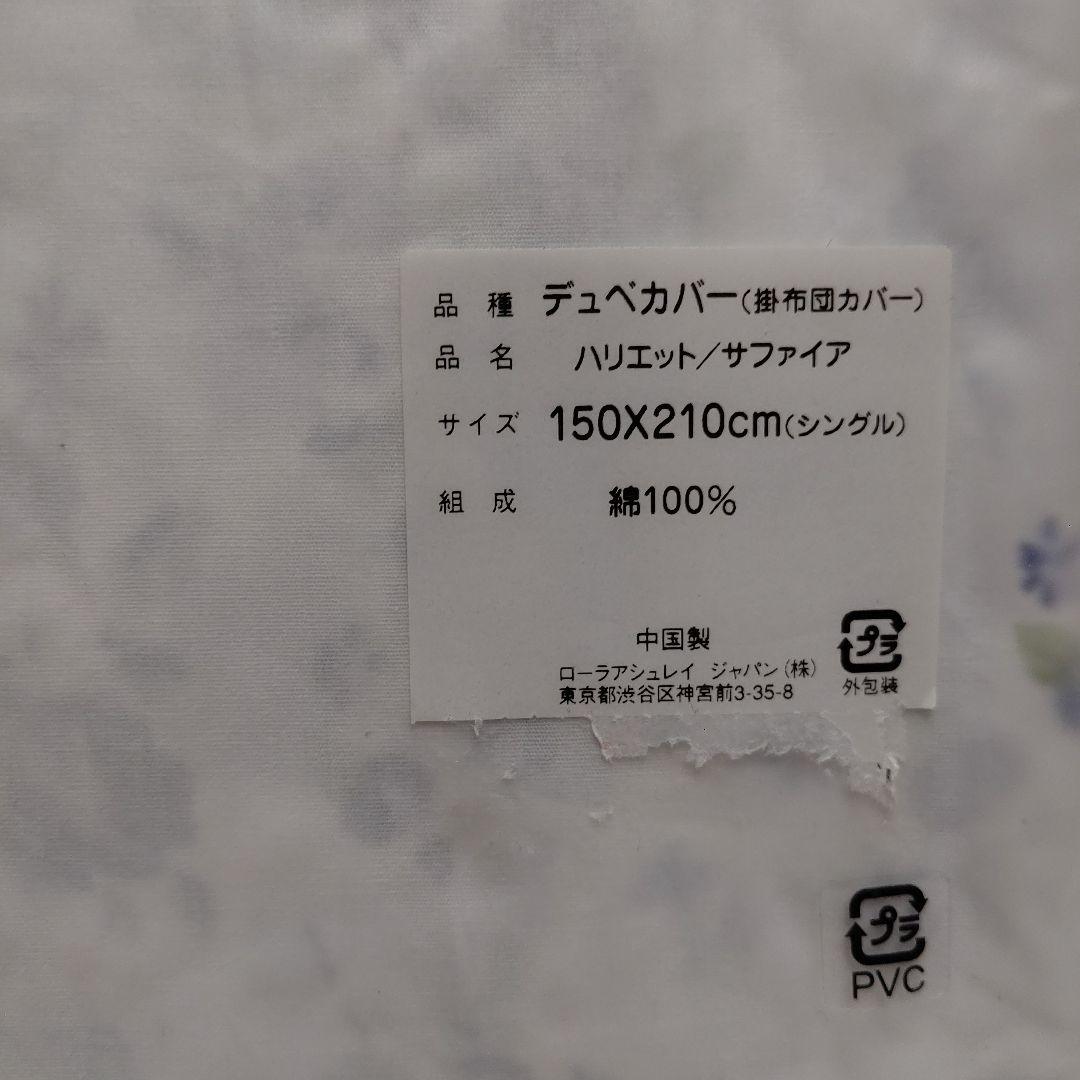 品 種 デュベカバー(掛布団カバー)
品 名 ハリエット/サファイア
サイズ 150X210cm(シングル)
組 成 綿100%
中国製
ローラアシュレイ ジャパン(株)
東京都渋谷区神宮前3-35-8
プラ
外包装
プラ
PVC